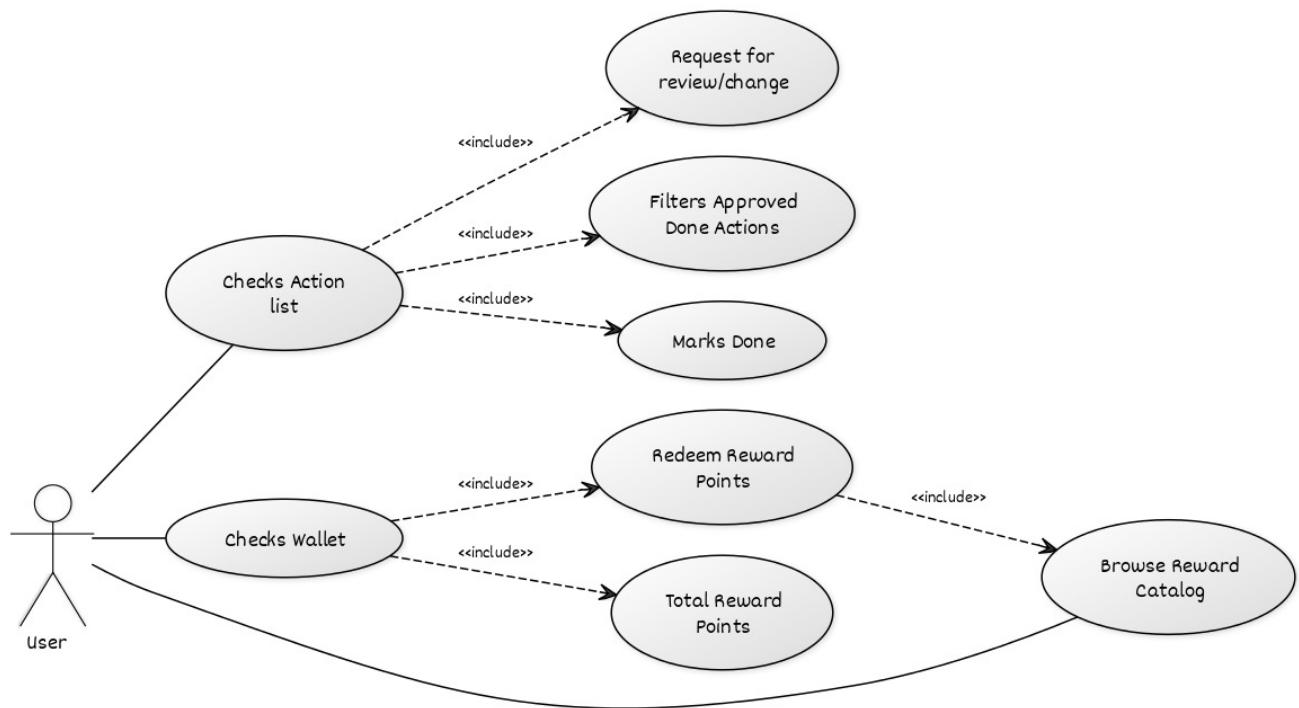 Request for
review/change
<<include>>
Filters Approved
Done Actions
<<include>>
Checks Action
list
<<include>>
Marks Done
Redeem Reward
Points
<<include>>
<<include>>
Checks Wallet
<<include>>
Browse Reward
Catalog
Total Reward
Points
User